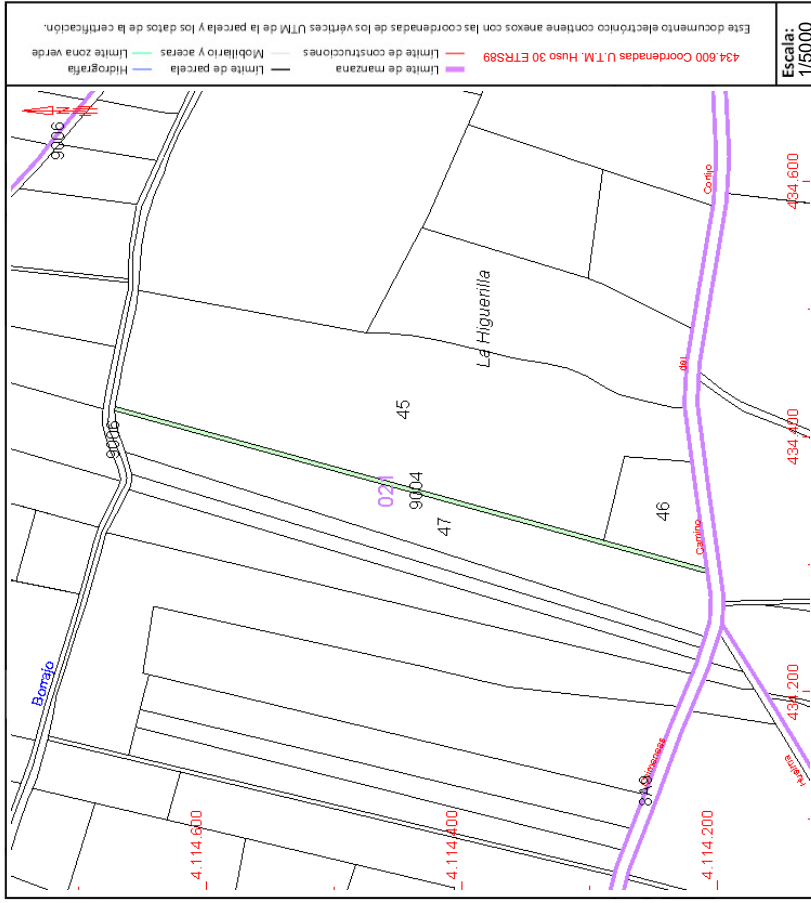 Este documento electrónico contiene anexos con las coordenadas de los vértices UTM de la parcela y los datos de la certificación.
434.600 Coordenadas U.T.M. Huso 30 ETRS89
Límite de manzana
Límite de construcciones
Límite de parcela
Mobiliario y aceras
Hidrografía
Límite zona verde
Escala:
1/5000
9006
Borrajo
9006
La Higuerilla
45
021
9004
47
46
Cortijo
del
Camino
8A9
434.600
434.400
434.200
4.114.600
4.114.400
4.114.200